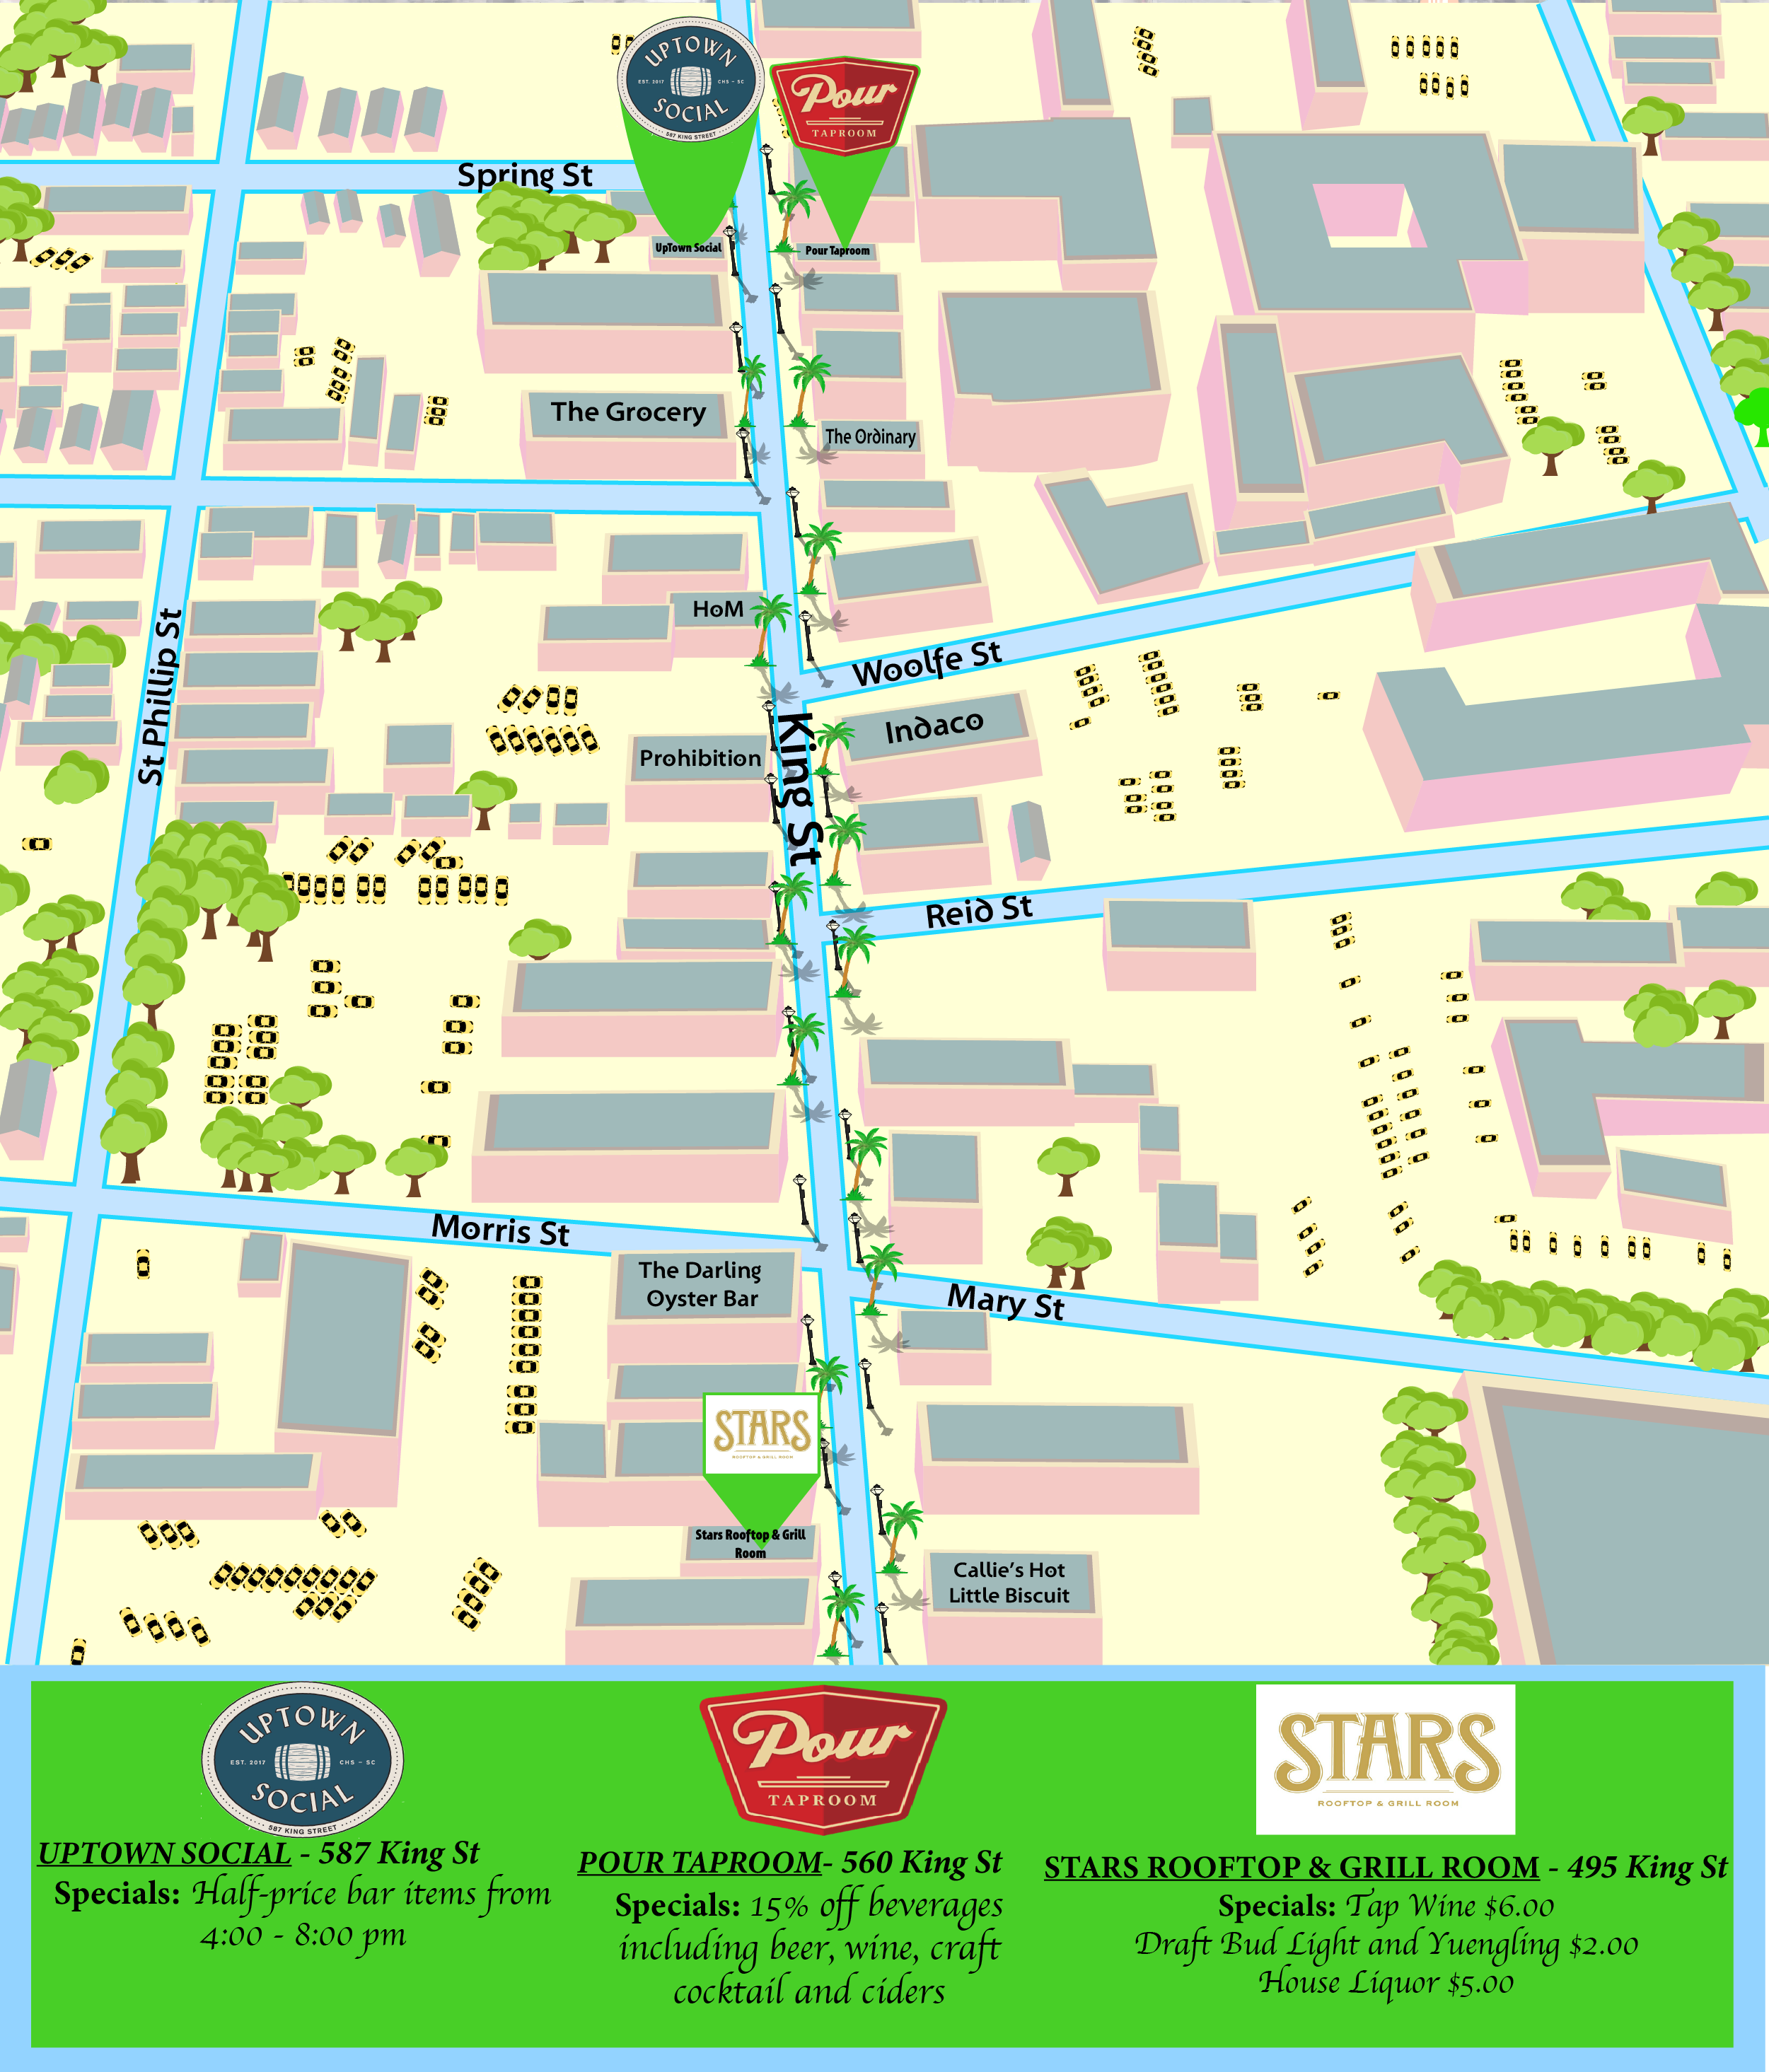 UPTOWN
EST. 2017 CHS - SC
SOCIAL
587 KING STREET
Pour
TAPROOM
Spring St
UpTown Social
Pour Taproom
The Grocery
The Ordinary
HoM
Woolfe St
St Phillip St
Indaco
King St
Prohibition
Reid St
Morris St
The Darling
Oyster Bar
Mary St
STARS
ROOFTOP & GRILL ROOM
Stars Rooftop & Grill
Room
Callie's Hot
Little Biscuit
UPTOWN
EST. 2017 CHS - SC
SOCIAL
587 KING STREET
UPTOWN SOCIAL - 587 King St
Specials: Half-price bar items from
4:00 - 8:00 pm
Pour
TAPROOM
POUR TAPROOM- 560 King St
Specials: 15% off beverages
including beer, wine, craft
cocktail and ciders
STARS
ROOFTOP & GRILL ROOM
STARS ROOFTOP & GRILL ROOM - 495 King St
Specials: Tap Wine $6.00
Draft Bud Light and Yuengling $2.00
House Liquor $5.00